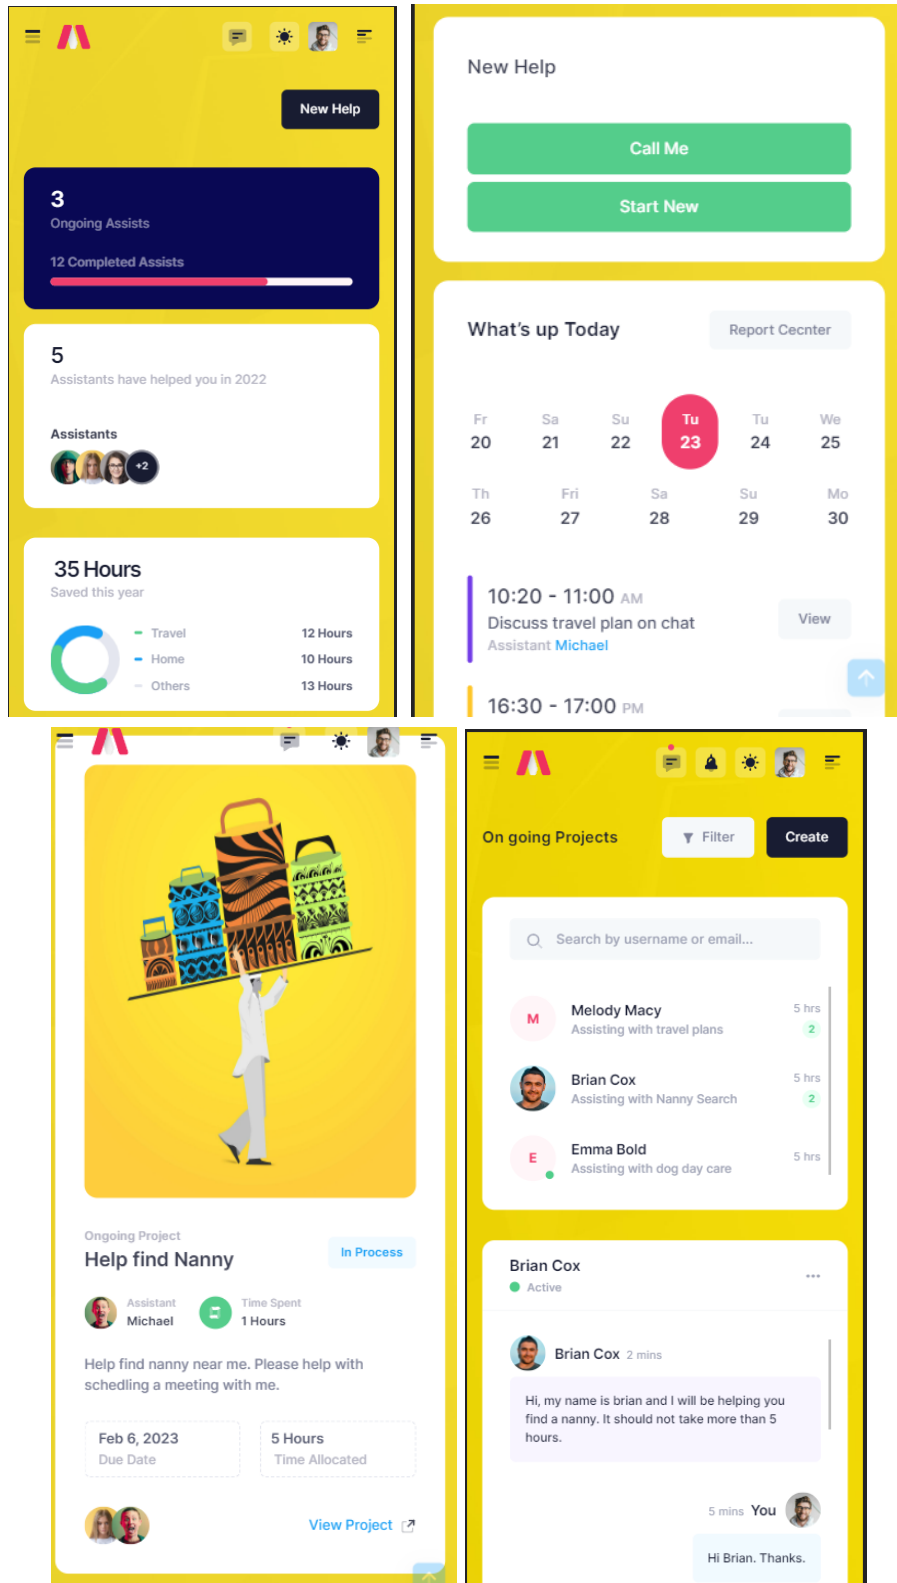 New Help
3
Ongoing Assists
12 Completed Assists
5
Assistants have helped you in 2022
Assistants
+2
35 Hours
Saved this year
Travel 12 Hours
Home 10 Hours
Others 13 Hours
New Help
Call Me
Start New
What's up Today Report Cecnter
Fr Sa Su Tu Tu We
20 21 22 23 24 25
Th Fri Sa Su Mo
26 27 28 29 30
10:20 - 11:00 AM
Discuss travel plan on chat
Assistant Michael
View
16:30 - 17:00 PM
Ongoing Project
Help find Nanny
In Process
Assistant Time Spent
Michael 1 Hours
Help find nanny near me. Please help with
schedling a meeting with me.
Feb 6, 2023 5 Hours
Due Date Time Allocated
View Project
On going Projects Filter Create
Search by username or email...
M Melody Macy 5 hrs
Assisting with travel plans 2
Brian Cox 5 hrs
Assisting with Nanny Search 2
E Emma Bold 5 hrs
Assisting with dog day care
Brian Cox
Active
Brian Cox 2 mins
Hi, my name is brian and I will be helping you
find a nanny. It should not take more than 5
hours.
5 mins You
Hi Brian. Thanks.